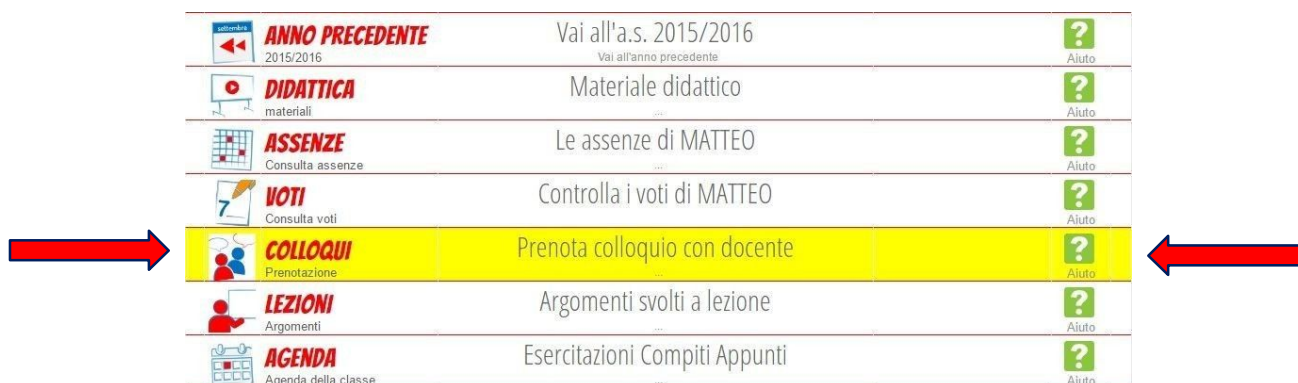 settembre
ANNO PRECEDENTE Vai all'a.s. 2015/2016
2015/2016 Vai all'anno precedente ? Aiuto
DIDATTICA Materiale didattico
materiali ... ? Aiuto
ASSENZE Le assenze di MATTEO
Consulta assenze ... ? Aiuto
7 VOTI Controlla i voti di MATTEO
Consulta voti ... ? Aiuto
COLLOQUI Prenota colloquio con docente
Prenotazione ... ? Aiuto
LEZIONI Argomenti svolti a lezione
Argomenti ... ? Aiuto
AGENDA Esercitazioni Compiti Appunti
Agenda della classe ... ? Aiuto